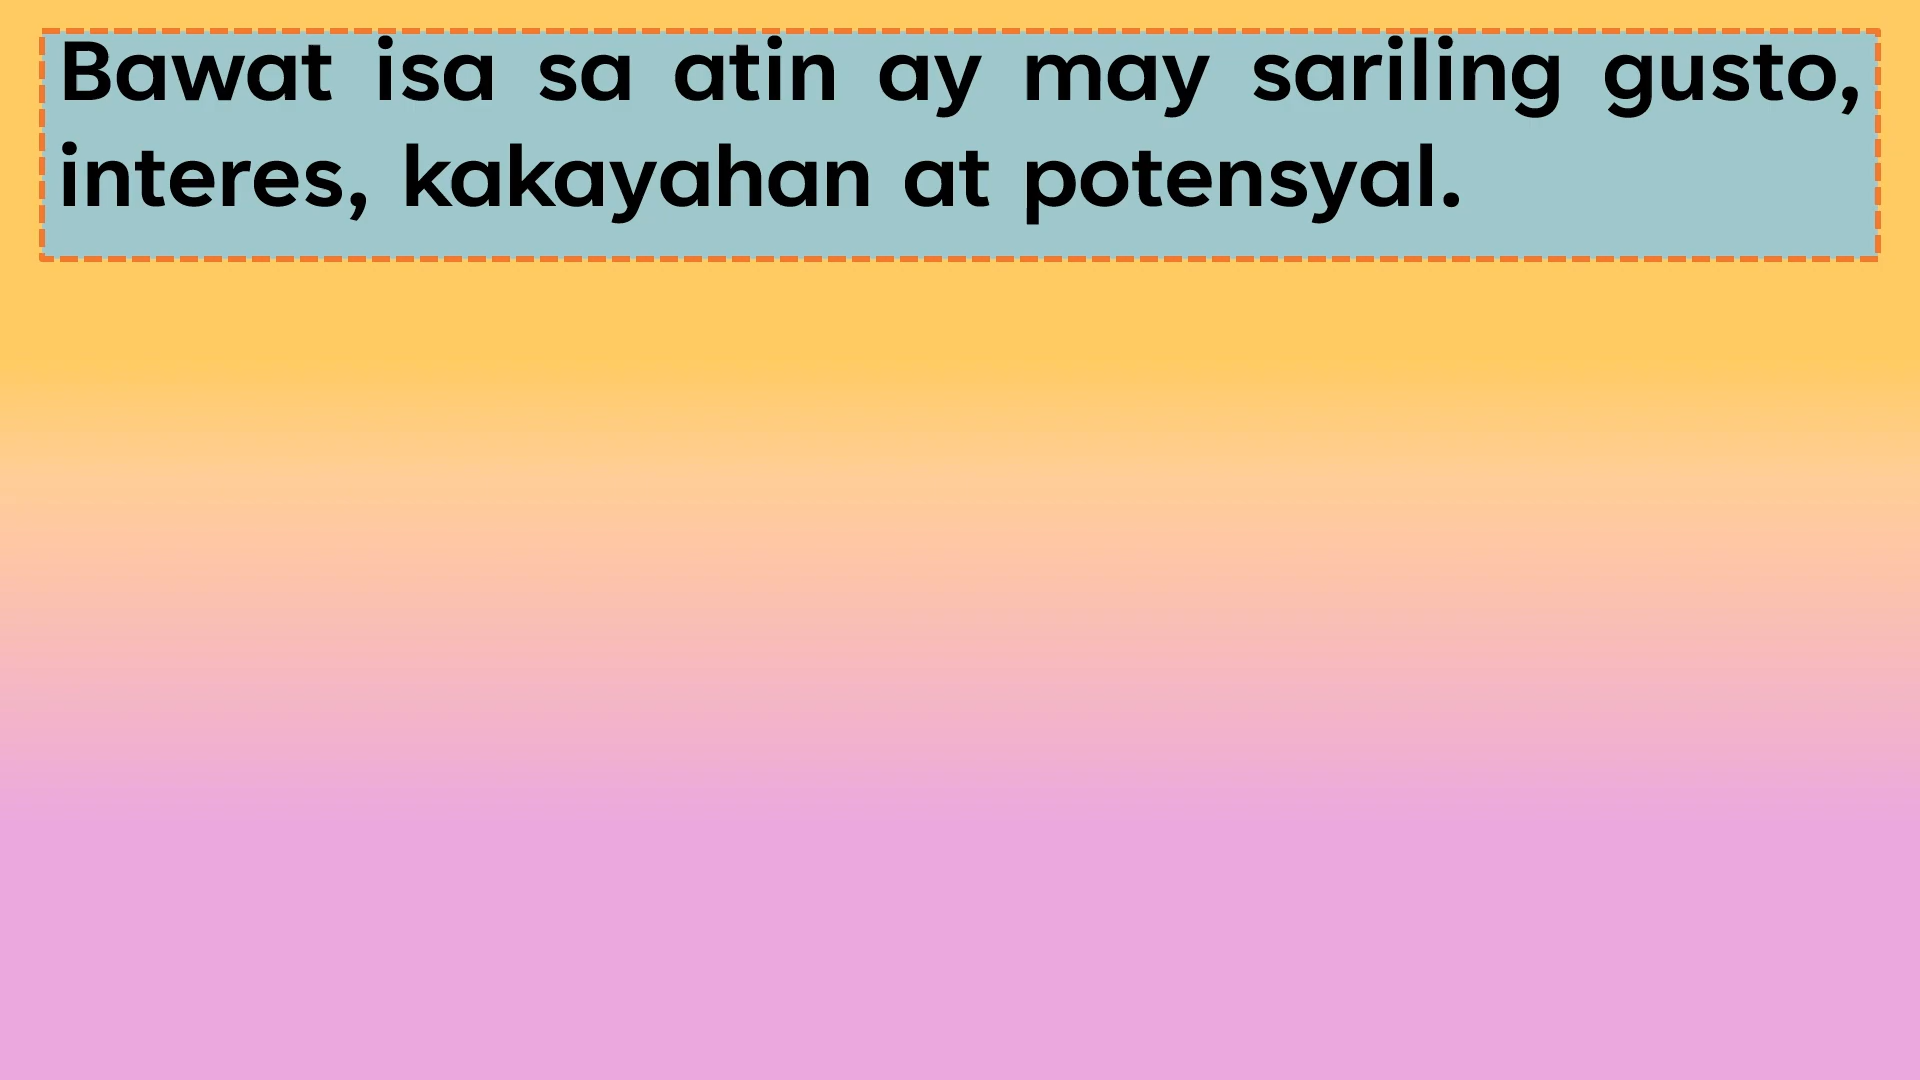 Bawat isa sa atin ay may sariling gusto,
interes, kakayahan at potensyal.